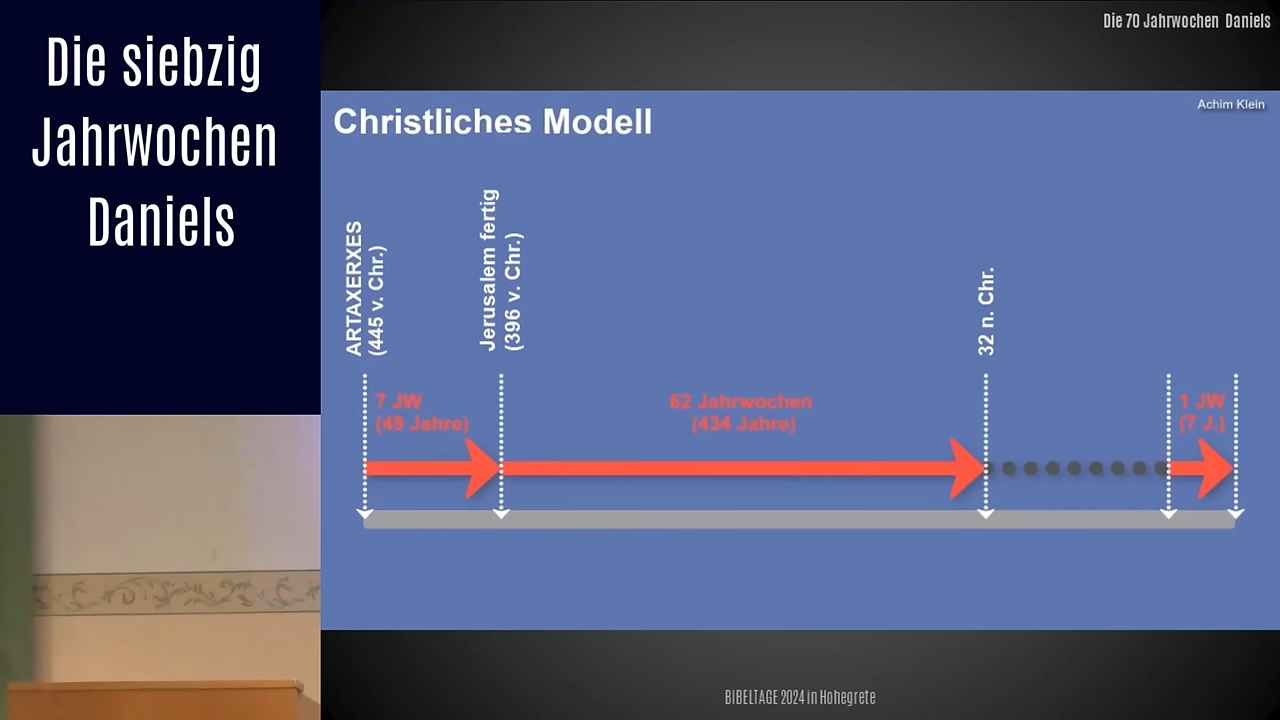 Die siebzig
Jahrwochen
Daniels
Die 70 Jahrwochen Daniels
Achim Klein
Christliches Modell
ARTAXERXES
(445 v. Chr.)
Jerusalem fertig
(396 v. Chr.)
32 n. Chr.
7 JW
(49 Jahre)
62 Jahrwochen
(434 Jahre)
1 JW
(7 J.)
BIBELTAGE 2024 in Hohegrete